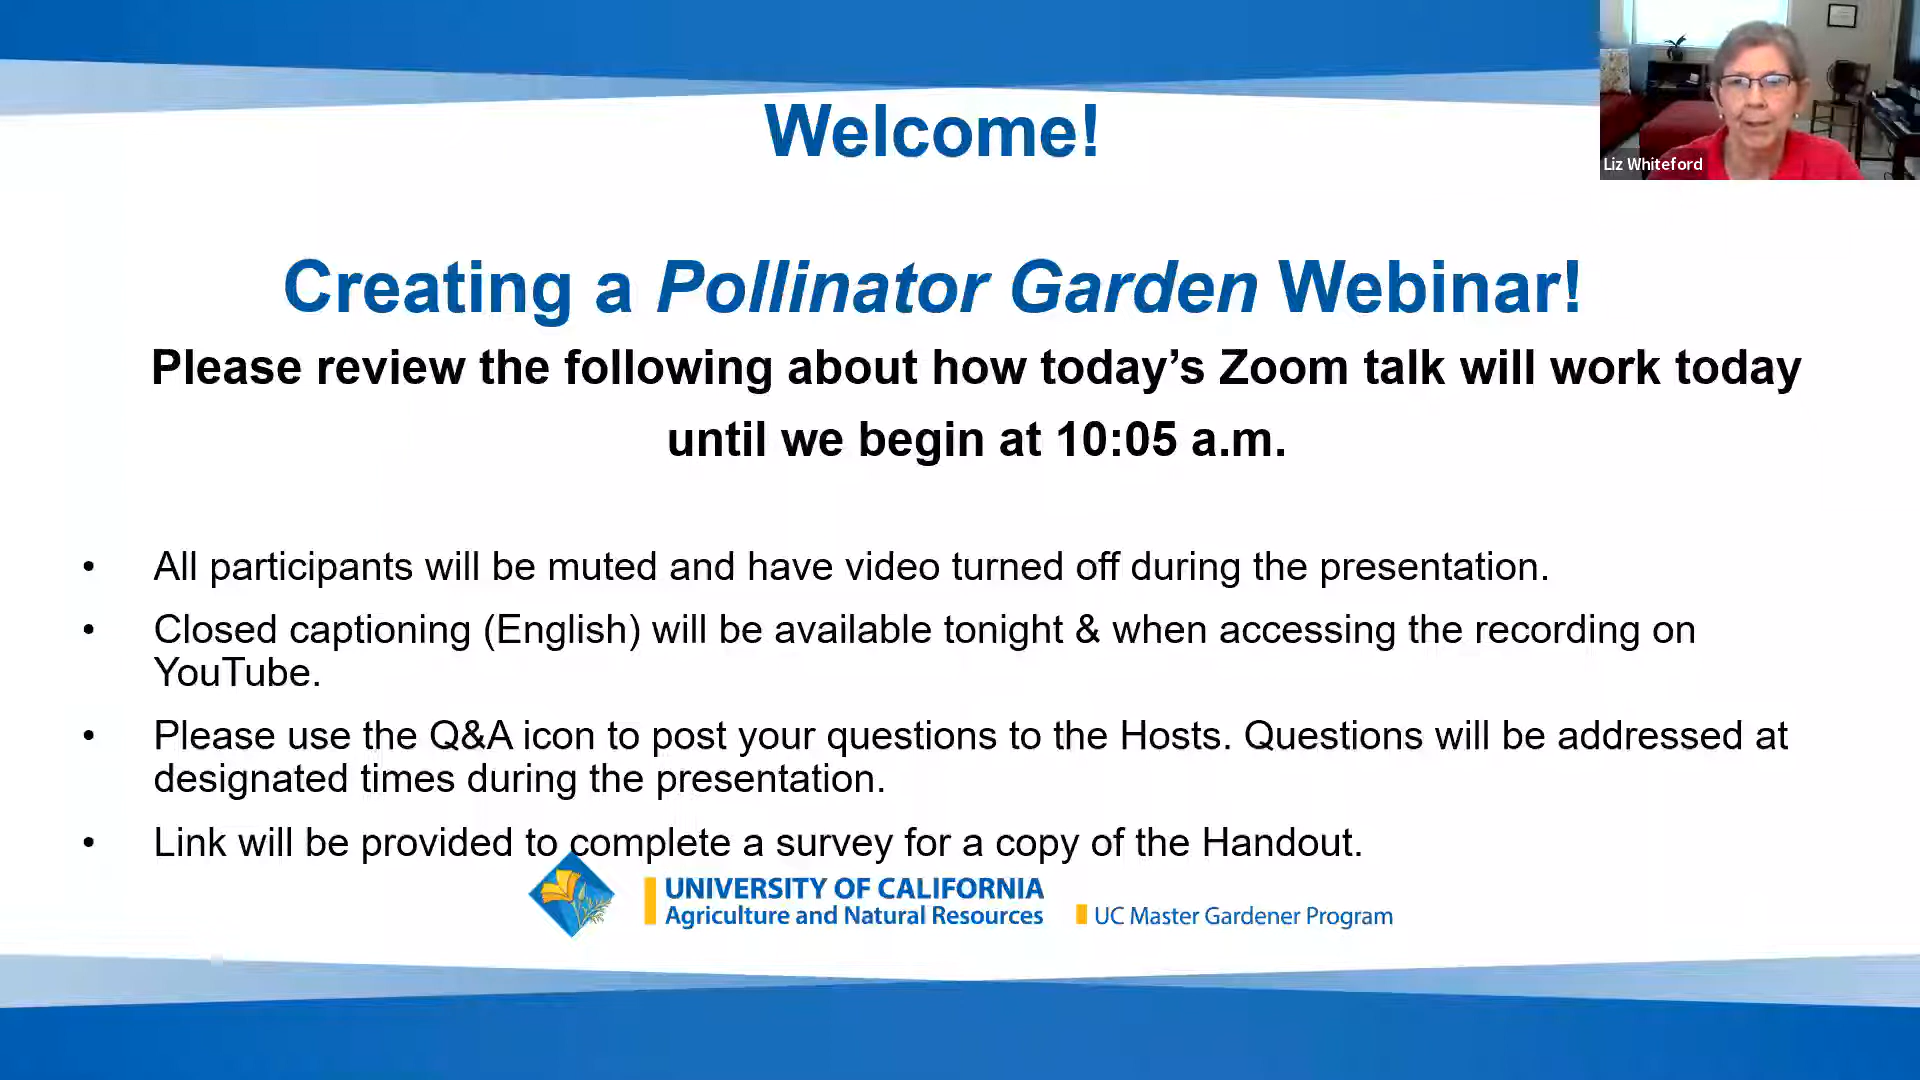 Welcome!
Liz Whiteford
Creating a Pollinator Garden Webinar!
Please review the following about how today’s Zoom talk will work today
until we begin at 10:05 a.m.
• All participants will be muted and have video turned off during the presentation.
• Closed captioning (English) will be available tonight & when accessing the recording on
YouTube.
• Please use the Q&A icon to post your questions to the Hosts. Questions will be addressed at
designated times during the presentation.
• Link will be provided to complete a survey for a copy of the Handout.
UNIVERSITY OF CALIFORNIA
Agriculture and Natural Resources
UC Master Gardener Program